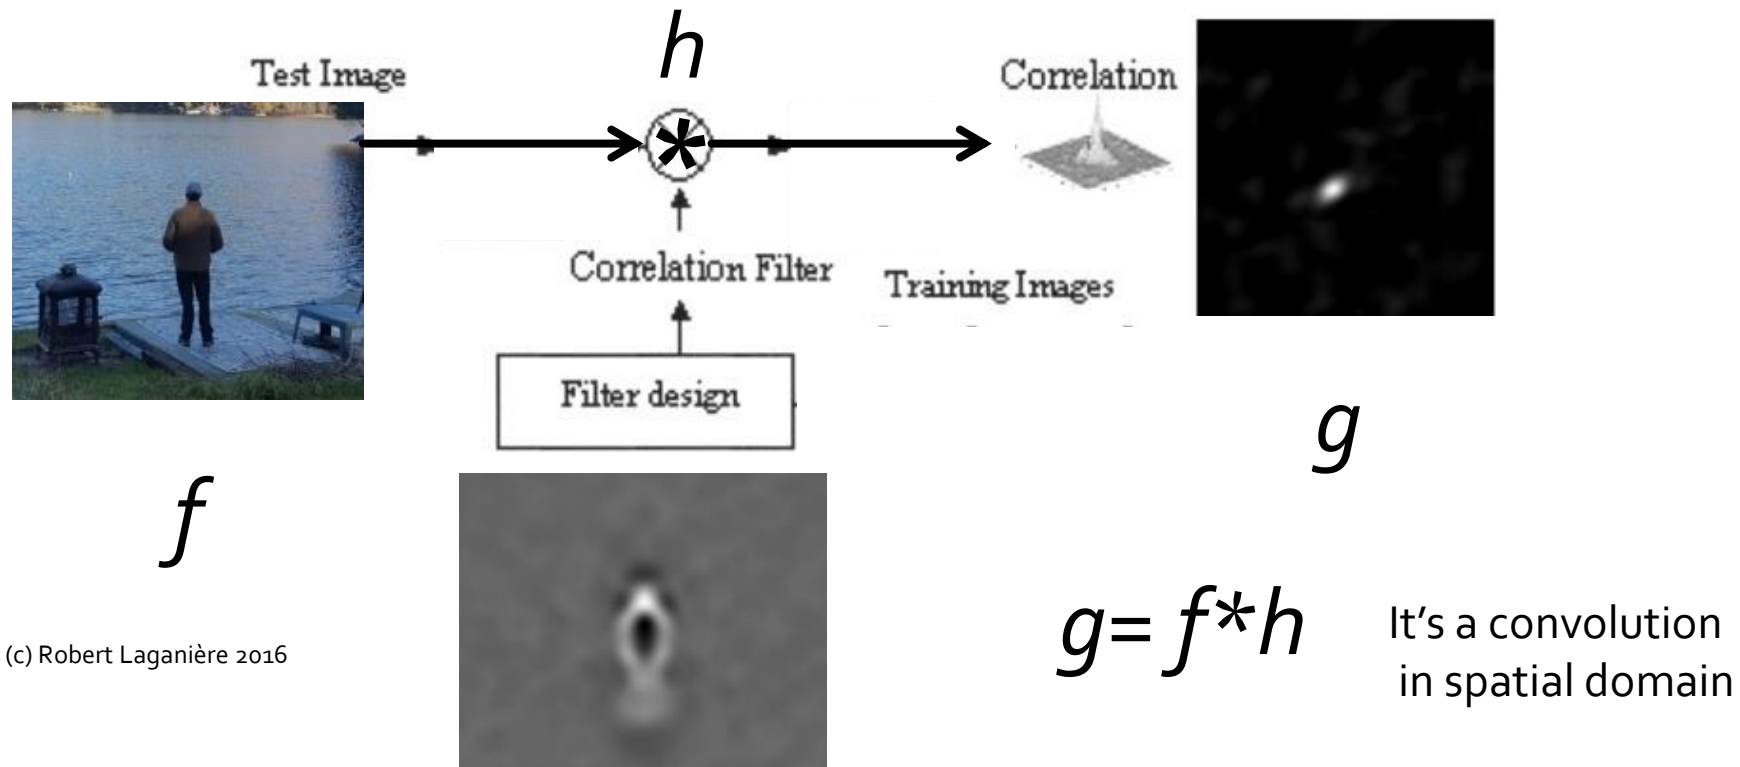 h
Test Image
Correlation
*
Correlation Filter
Training Images
Filter design
g
f
g= f*h
It's a convolution
in spatial domain
(c) Robert Laganière 2016